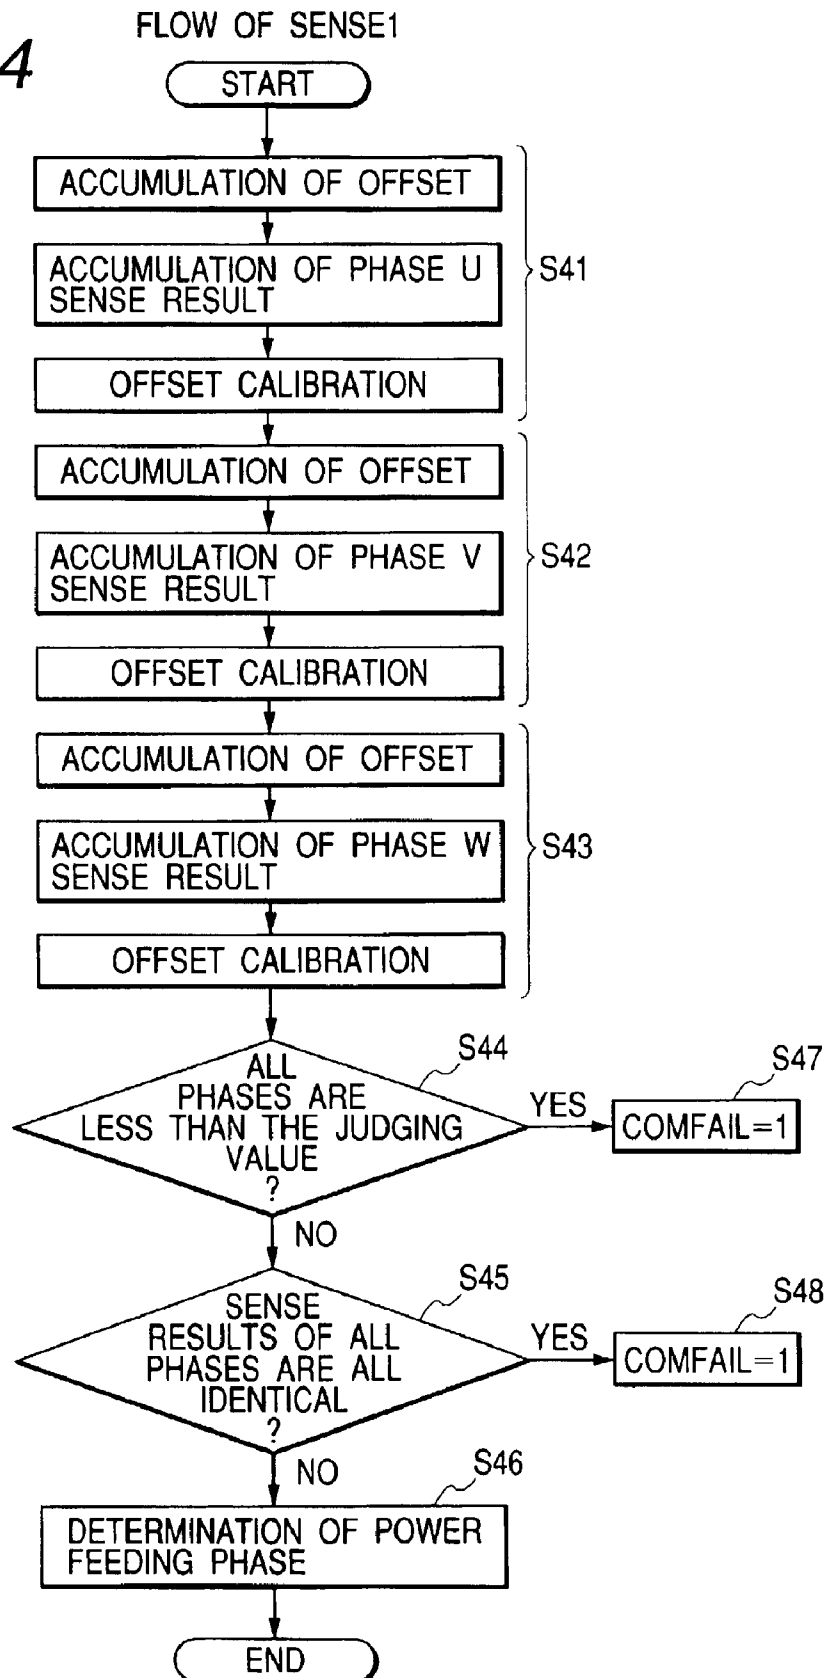 FLOW OF SENSE1
4
START
ACCUMULATION OF OFFSET
ACCUMULATION OF PHASE U
SENSE RESULT
S41
OFFSET CALIBRATION
ACCUMULATION OF OFFSET
ACCUMULATION OF PHASE V
SENSE RESULT
S42
OFFSET CALIBRATION
ACCUMULATION OF OFFSET
ACCUMULATION OF PHASE W
SENSE RESULT
S43
OFFSET CALIBRATION
S44
ALL
PHASES ARE
LESS THAN THE JUDGING
VALUE
?
YES
S47
COMFAIL=1
NO
S45
SENSE
RESULTS OF ALL
PHASES ARE ALL
IDENTICAL
?
YES
S48
COMFAIL=1
NO
S46
DETERMINATION OF POWER
FEEDING PHASE
END